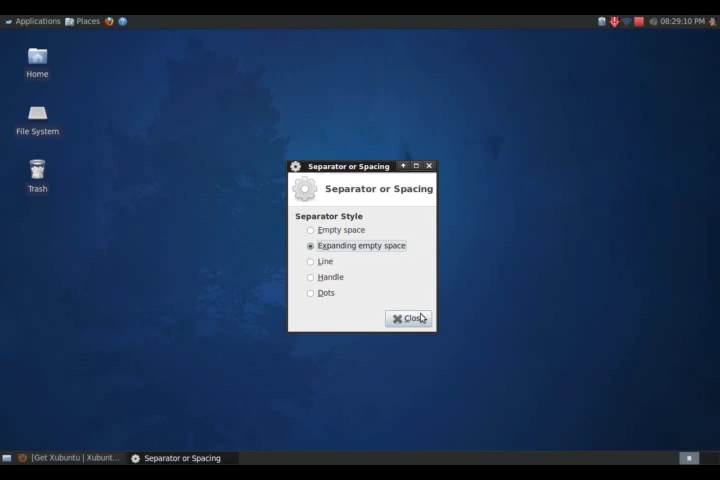 Applications Places 08:29:10 PM
Home
File System
Trash
Separator or Spacing
Separator or Spacing
Separator Style
Empty space
Expanding empty space
Line
Handle
Dots
Clos
[Get Xubuntu | Xubunt... Separator or Spacing